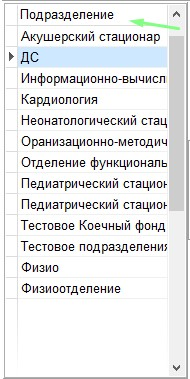 Подразделение
Акушерский стационар
ДС
Информационно-вычисли
Кардиология
Неонатологический стац
Оранизационно-методич
Отделение функциональ
Педиатрический стацион
Педиатрический стацион
Тестовое Коечный фонд
Тестовое подразделения
Физио
Физиоотделение